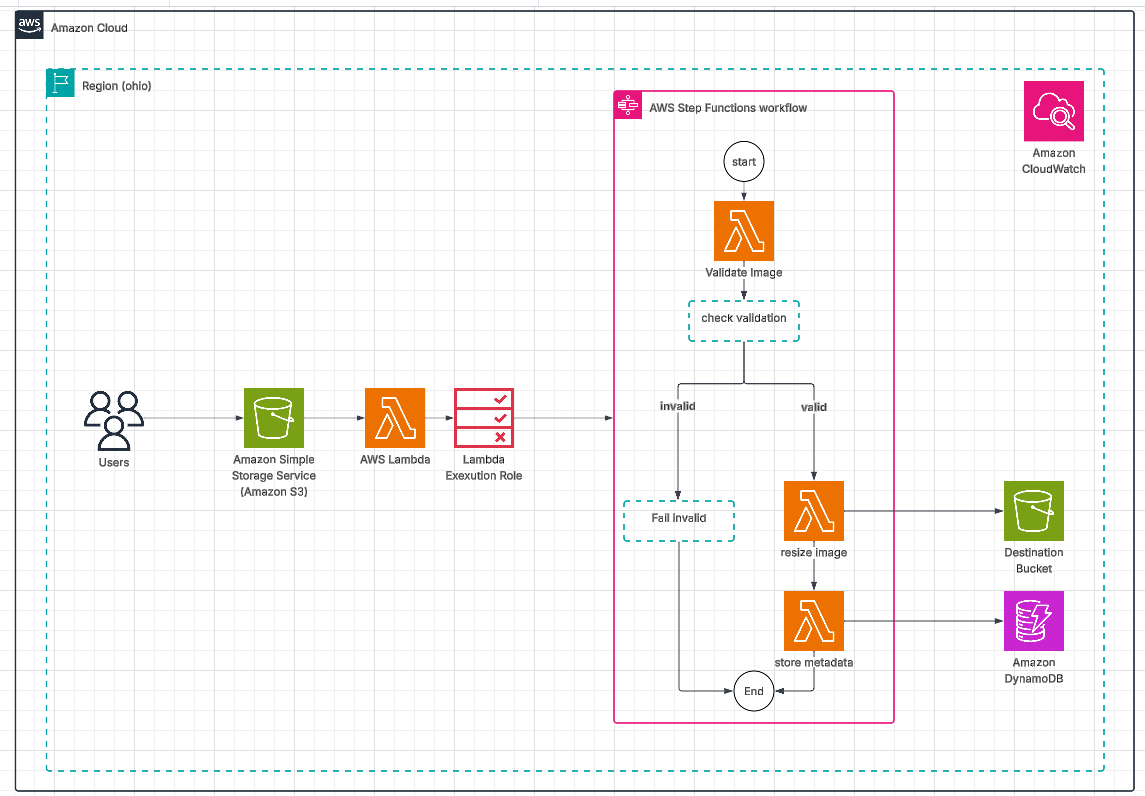 aws
Amazon Cloud
Region (ohio)
AWS Step Functions workflow
Amazon
CloudWatch
start
Validate Image
check validation
invalid
valid
Users
Amazon Simple
Storage Service
(Amazon S3)
AWS Lambda
Lambda
Exexution Role
Fail invalid
resize image
Destination
Bucket
store metadata
Amazon
DynamoDB
End